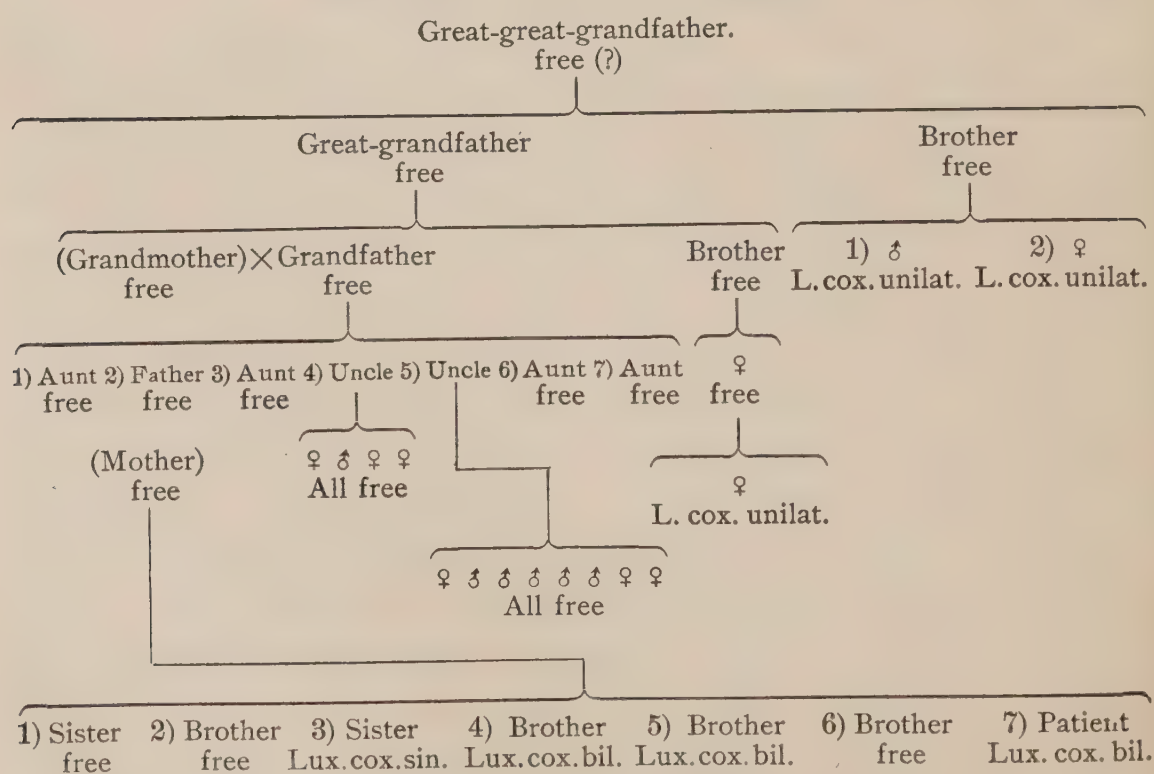 Great-great-grandfather.
free (?)
Great-grandfather Brother
free free
(Grandmother)×Grandfather Brother 1) ♂ 2) ♀
free free free L. cox. unilat. L. cox. unilat.
1) Aunt 2) Father 3) Aunt 4) Uncle 5) Uncle 6) Aunt 7) Aunt ♀
free free free free free free
(Mother) ♀ ♂ ♀ ♀
free All free
♀
L. cox. unilat.
♀ ♂ ♂ ♂ ♂ ♂ ♀ ♀
All free
1) Sister 2) Brother 3) Sister 4) Brother 5) Brother 6) Brother 7) Patient
free free Lux. cox. sin. Lux. cox. bil. Lux. cox. bil. free Lux. cox. bil.